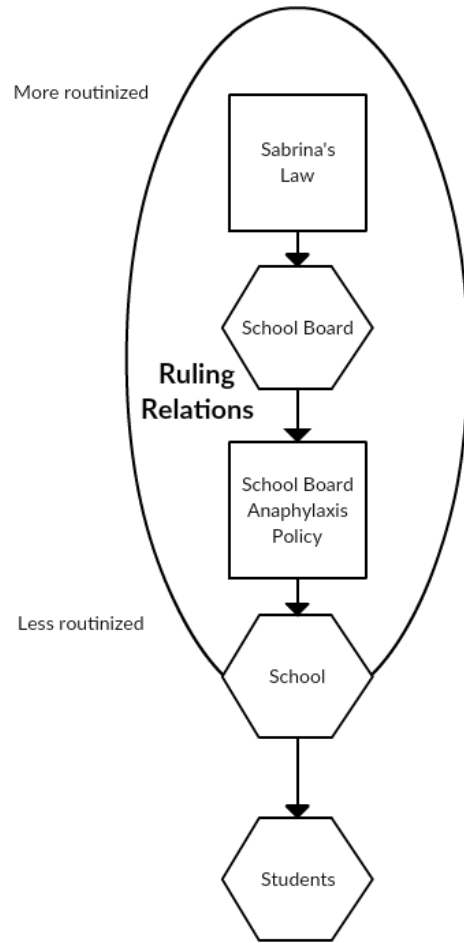 More routinized
Sabrina's
Law
School Board
Ruling
Relations
School Board
Anaphylaxis
Policy
Less routinized
School
Students